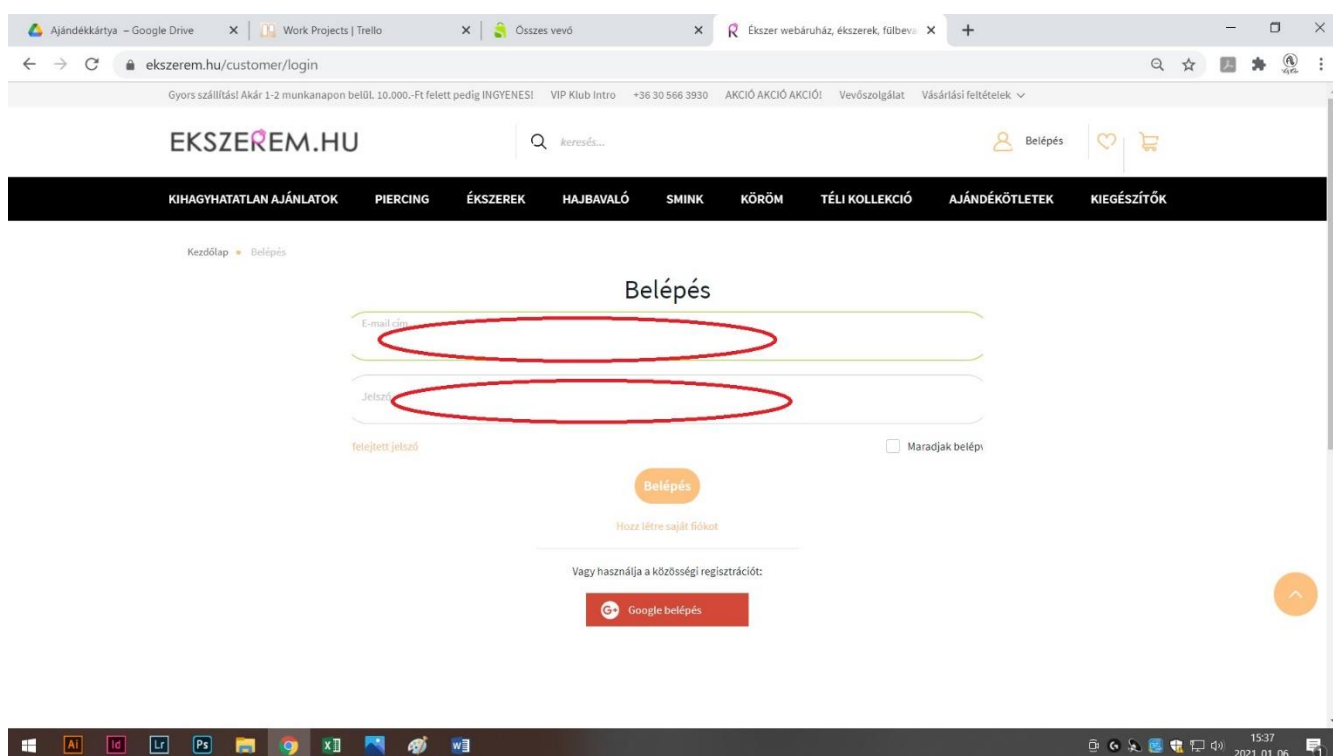 Ajándékkártya – Google Drive
Work Projects | Trello
Összes vevő
Ékszer webáruház, ékszerek, fülbeva
ekszerem.hu/customer/login
Gyors szállítás! Akár 1-2 munkanapon belül. 10.000.-Ft felett pedig INGYENES! VIP Klub Intro +36 30 566 3930 AKCIÓ AKCIÓ AKCIÓ! Vevőszolgálat Vásárlási feltételek
EKSZEREM.HU
keresés...
Belépés
KIHAGYHATATLAN AJÁNLATOK PIERCING ÉKSZEREK HAJBAVALÓ SMINK KÖRÖM TÉLI KOLLEKCIÓ AJÁNDÉKÖTLETEK KIEGÉSZÍTŐK
Kezdőlap Belépés
Belépés
E-mail cím
Jelszó
felejtett jelszó
Maradjak belépv
Belépés
Hozz létre saját fiókot
Vagy használja a közösségi regisztrációt:
G+ Google belépés
Ai Id Lr Ps
15:37
2021. 01. 06.